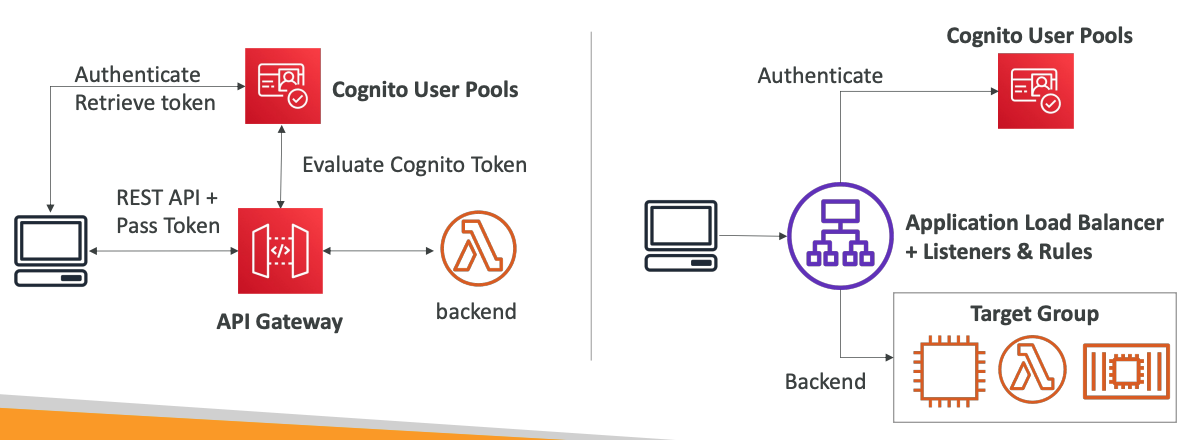 Authenticate
Retrieve token
Cognito User Pools
Evaluate Cognito Token
REST API +
Pass Token
</>
API Gateway
backend
Cognito User Pools
Authenticate
Application Load Balancer
+ Listeners & Rules
Target Group
Backend